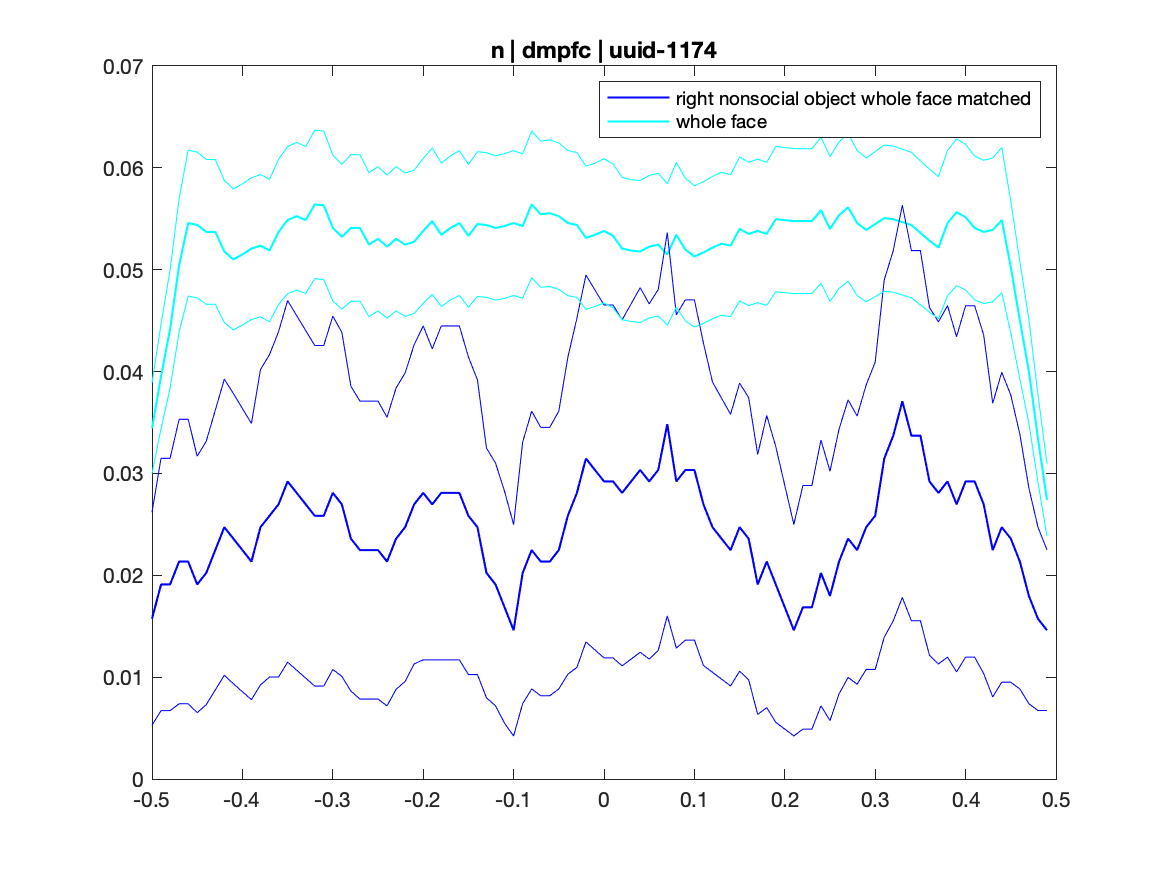 n | dmpfc | uuid-1174
right nonsocial object whole face matched
whole face
0.07
0.06
0.05
0.04
0.03
0.02
0.01
0
-0.5 -0.4 -0.3 -0.2 -0.1 0 0.1 0.2 0.3 0.4 0.5